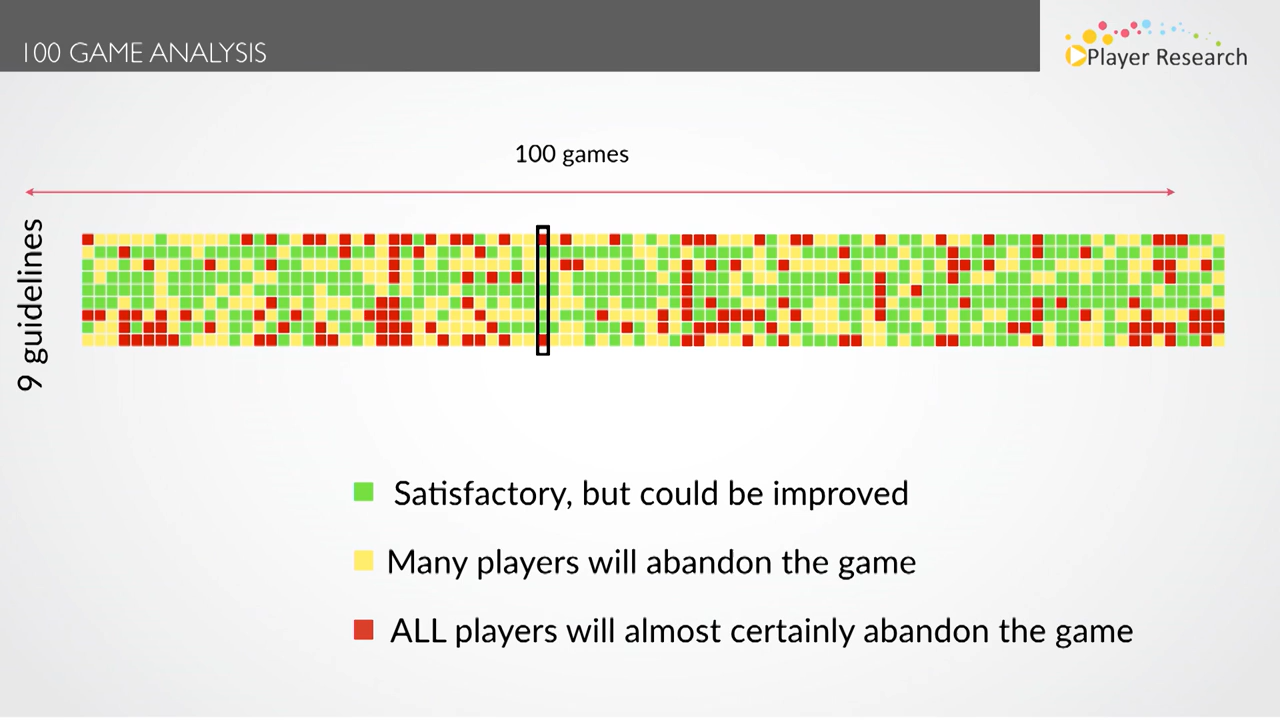 100 GAME ANALYSIS
Player Research
100 games
9 guidelines
Satisfactory, but could be improved
Many players will abandon the game
ALL players will almost certainly abandon the game